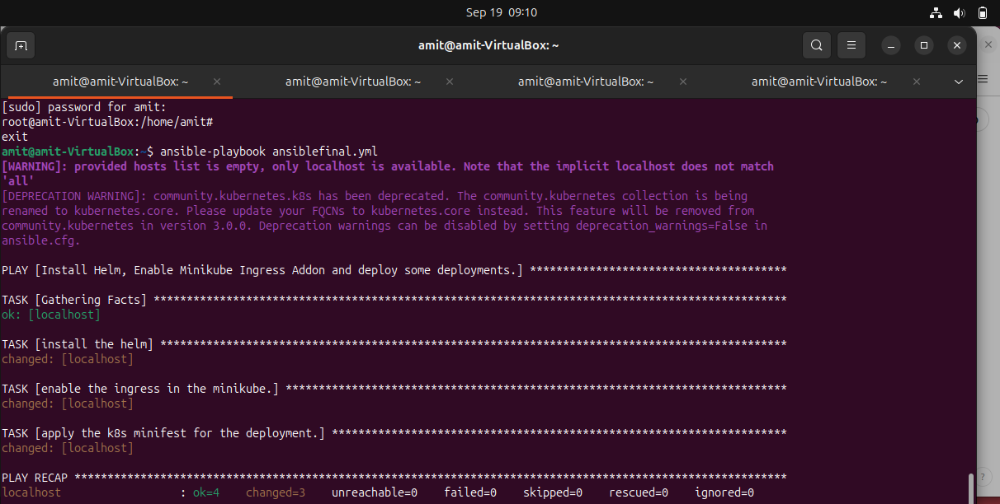 Sep 19 09:10
amit@amit-VirtualBox: ~
amit@amit-VirtualBox: ~ × amit@amit-VirtualBox: ~ × amit@amit-VirtualBox: ~ × amit@amit-VirtualBox: ~ ×
[sudo] password for amit:
root@amit-VirtualBox:/home/amit#
exit
amit@amit-VirtualBox:~$ ansible-playbook ansiblefinal.yml
[WARNING]: provided hosts list is empty, only localhost is available. Note that the implicit localhost does not match
'all'
[DEPRECATION WARNING]: community.kubernetes.k8s has been deprecated. The community.kubernetes collection is being
renamed to kubernetes.core. Please update your FQCNs to kubernetes.core instead. This feature will be removed from
community.kubernetes in version 3.0.0. Deprecation warnings can be disabled by setting deprecation_warnings=False in
ansible.cfg.
PLAY [Install Helm, Enable Minikube Ingress Addon and deploy some deployments.] ***************************************
TASK [Gathering Facts] ************************************************************************************************
ok: [localhost]
TASK [install the helm] ***********************************************************************************************
changed: [localhost]
TASK [enable the ingress in the minikube.] ****************************************************************************
changed: [localhost]
TASK [apply the k8s minifest for the deployment.] *********************************************************************
changed: [localhost]
PLAY RECAP ************************************************************************************************************
localhost : ok=4 changed=3 unreachable=0 failed=0 skipped=0 rescued=0 ignored=0